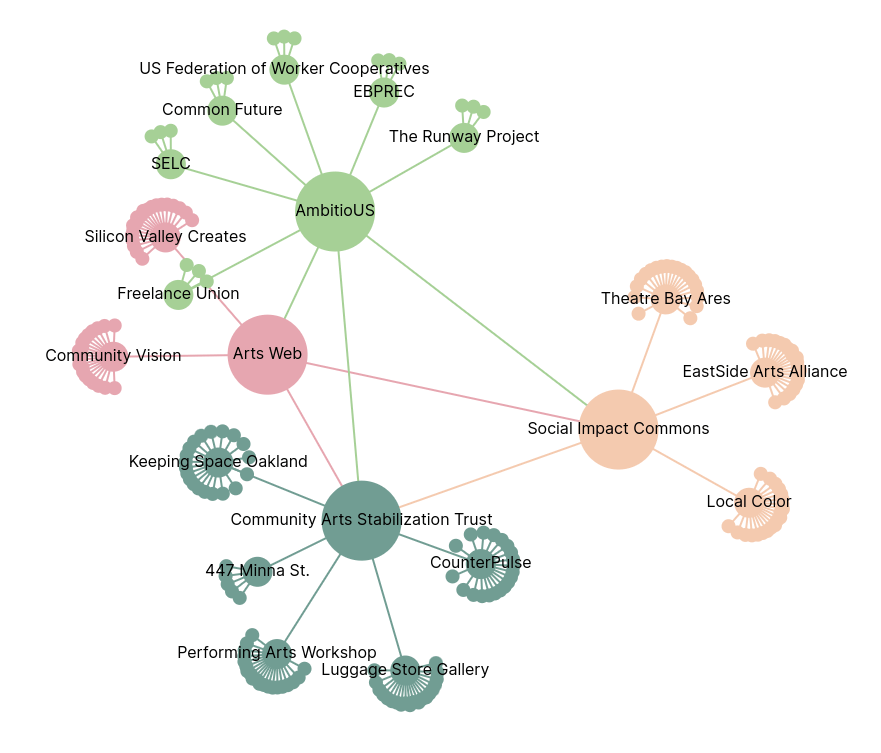 US Federation of Worker Cooperatives
EBPREC
Common Future
The Runway Project
SELC
AmbitioUS
Silicon Valley Creates
Freelance Union
Theatre Bay Ares
Community Vision
Arts Web
EastSide Arts Alliance
Social Impact Commons
Keeping Space Oakland
Local Color
Community Arts Stabilization Trust
CounterPulse
447 Minna St.
Performing Arts Workshop
Luggage Store Gallery